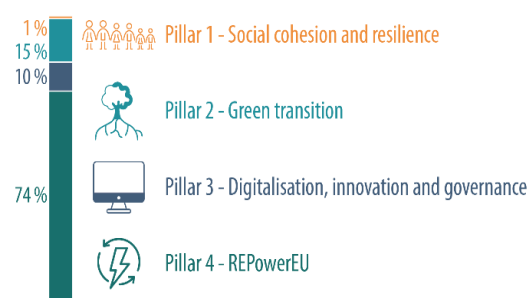 1 %
Pillar 1 - Social cohesion and resilience
15 %
10 %
Pillar 2 - Green transition
Pillar 3 - Digitalisation, innovation and governance
74 %
Pillar 4 - REPowerEU